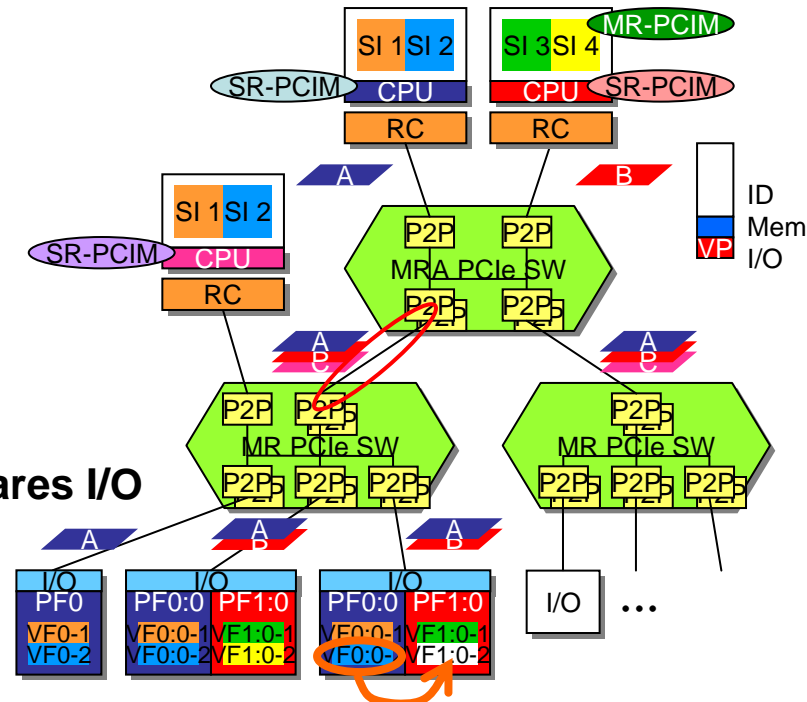 MR-PCIM
SI 1 SI 2 SI 3 SI 4
SR-PCIM CPU CPU SR-PCIM
RC RC
A B
ID
SI 1 SI 2 P2P P2P Mem
SR-PCIM CPU MRA PCIe SW VP I/O
RC P2P P2P
A A
C C
P2P P2P P2P
MR PCIe SW MR PCIe SW
ares I/O P2P P2P P2P P2P P2P P2P
A A A
B B
I/O I/O I/O
PF0 PF0:0 PF1:0 PF0:0 PF1:0 I/O ...
VF0-1 VF0:0-1 VF1:0-1 VF0:0-1 VF1:0-1
VF0-2 VF0:0-2 VF1:0-2 VF0:0- VF1:0-2